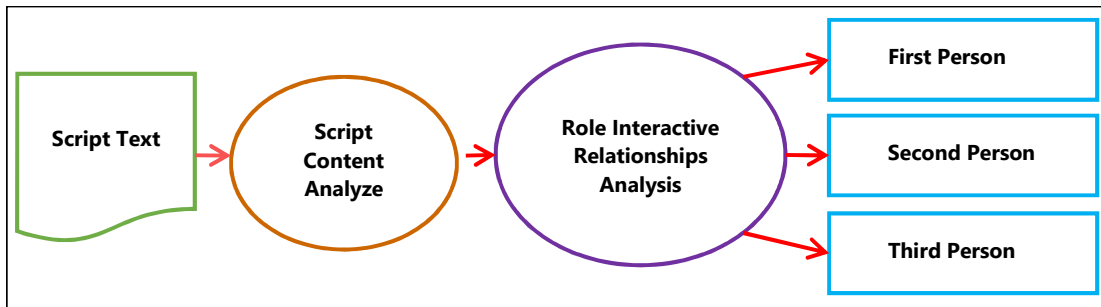 Script Text
Script
Content
Analyze
Role Interactive
Relationships
Analysis
First Person
Second Person
Third Person